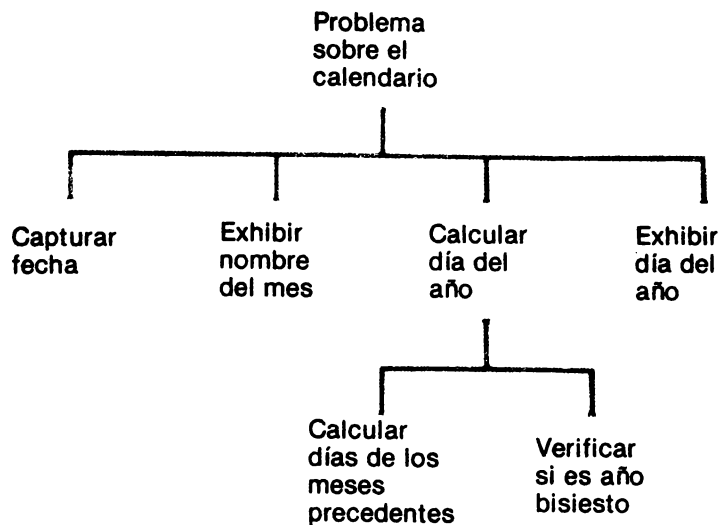 Problema
sobre el
calendario
Capturar
fecha
Exhibir
nombre
del mes
Calcular
día del
año
Exhibir
día del
año
Calcular
días de los
meses
precedentes
Verificar
si es año
bisiesto